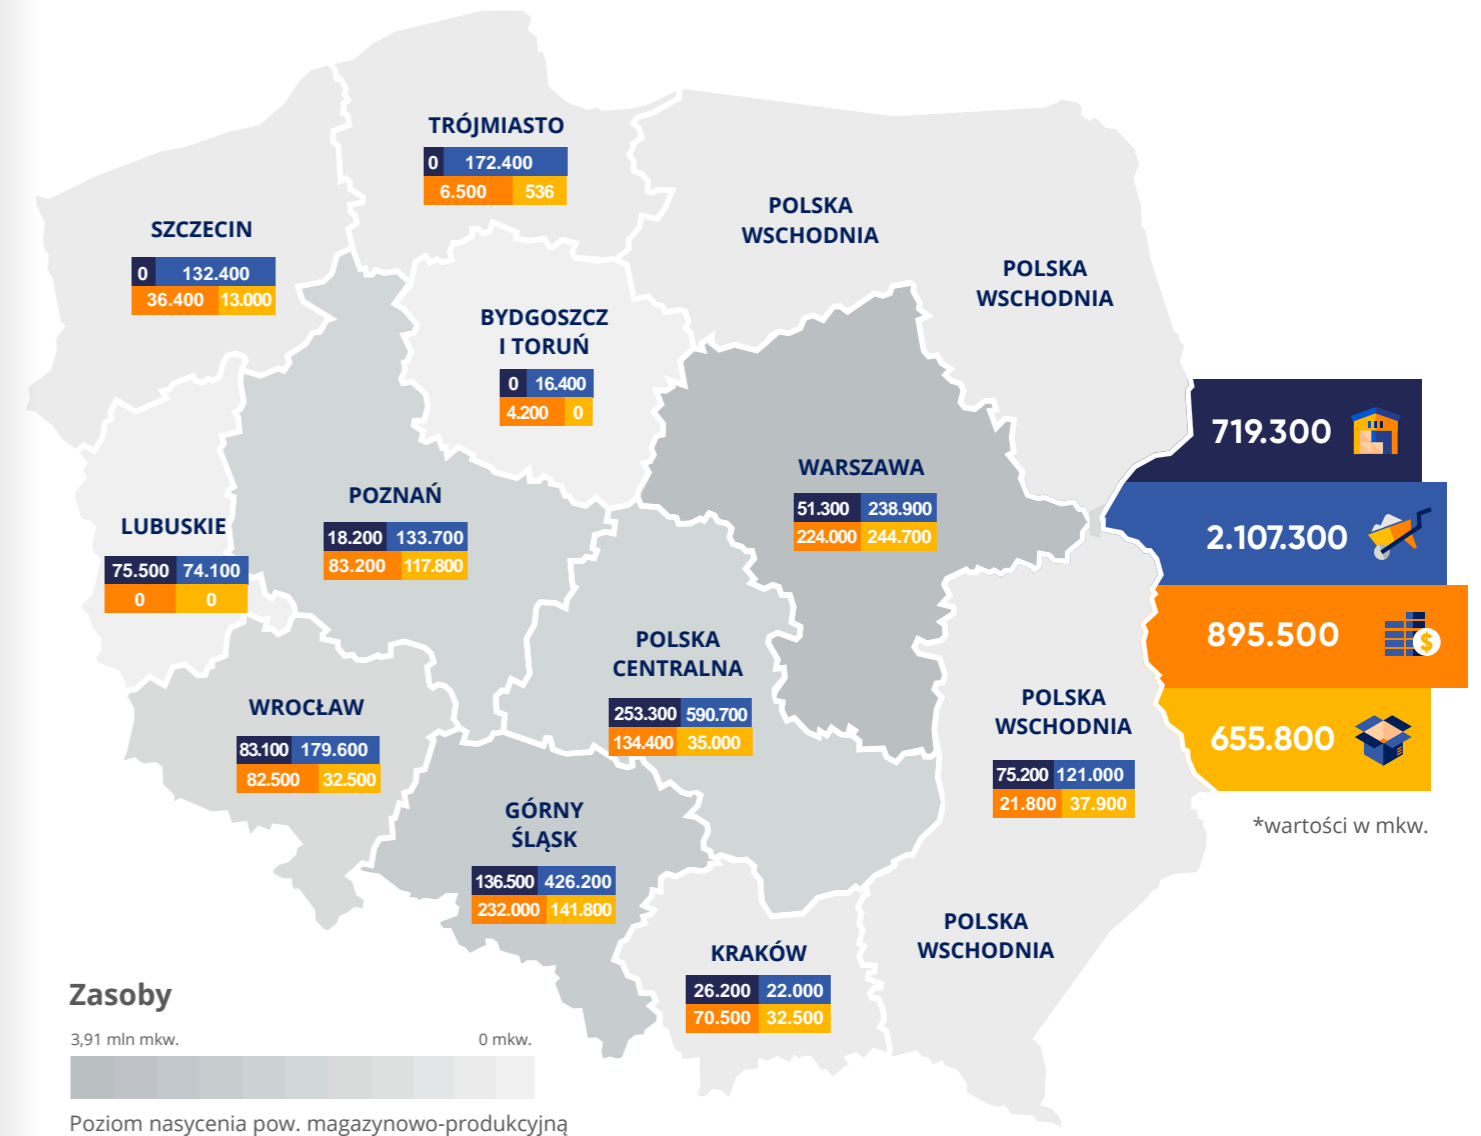 TRÓJMIASTO
0 172.400
6.500 536
SZCZECIN
0 132.400
36.400 13.000
POLSKA
WSCHODNIA
POLSKA
WSCHODNIA
BYDGOSZCZ
I TORUŃ
0 16.400
4.200 0
719.300
2.107.300
895.500
655.800
*wartości w mkw.
WARSZAWA
51.300 238.900
224.000 244.700
POZNAŃ
18.200 133.700
83.200 117.800
LUBUSKIE
75.500 74.100
0 0
POLSKA
CENTRALNA
253.300 590.700
134.400 35.000
WROCŁAW
83.100 179.600
82.500 32.500
POLSKA
WSCHODNIA
75.200 121.000
21.800 37.900
GÓRNY
ŚLĄSK
136.500 426.200
232.000 141.800
POLSKA
WSCHODNIA
KRAKÓW
26.200 22.000
70.500 32.500
Zasoby
3,91 mln mkw. 0 mkw.
Poziom nasycenia pow. magazynowo-produkcyjną